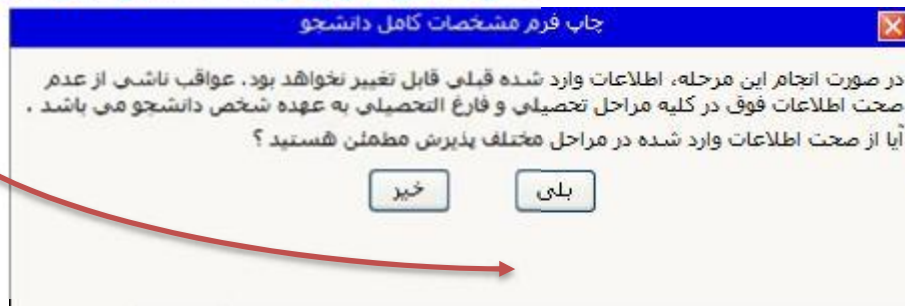 چاپ فرم مشخصات کامل دانشجو
در صورت انجام این مرحله، اطلاعات وارد شده قبلی قابل تغییر نخواهد بود. عواقب ناشی از عدم
صحت اطلاعات فوق در کلیه مراحل تحصیلی و فارغ التحصیلی به عهده شخص دانشجو می باشد .
آیا از صحت اطلاعات وارد شده در مراحل مختلف پذیرش مطمئن هستید ؟
بلی خیر